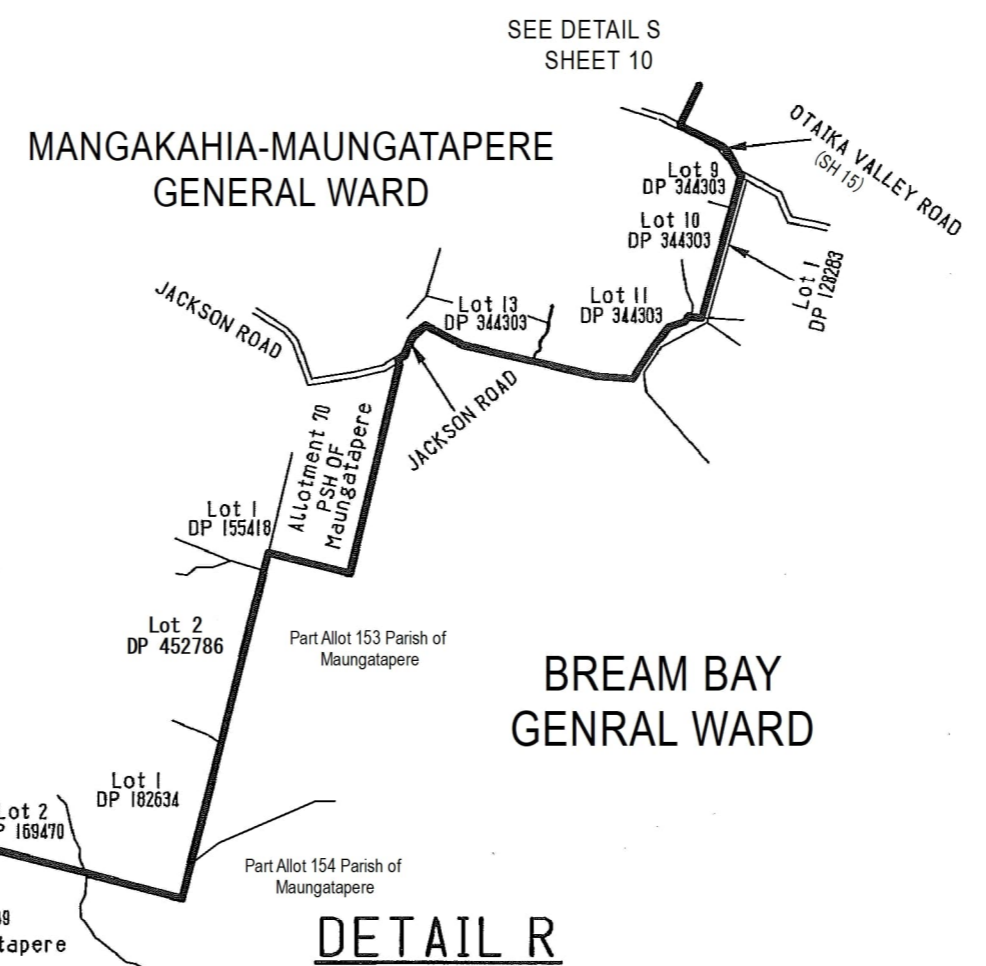 SEE DETAIL S
SHEET 10
MANGAKAHIA-MAUNGATAPERE
GENERAL WARD
OTAIKA VALLEY ROAD
(SH 15)
Lot 9
DP 344303
Lot 10
DP 344303
Lot 1
DP 128283
Lot 11
DP 344303
Lot 13
DP 344303
JACKSON ROAD
JACKSON ROAD
Allotment 70
PSH OF
Maungatapere
Lot 1
DP 155418
Lot 2
DP 452786
Part Allot 153 Parish of
Maungatapere
BREAM BAY
GENRAL WARD
Lot 1
DP 182634
Lot 2
P 169470
Part Allot 154 Parish of
Maungatapere
9
tapere
DETAIL R